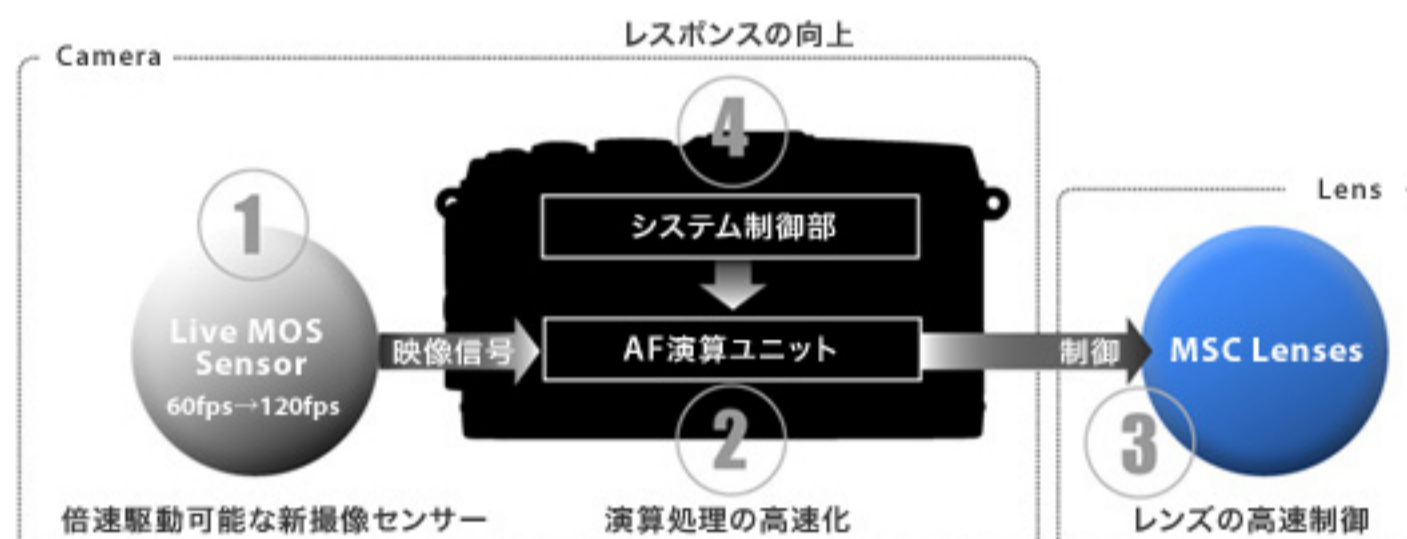 レスポンスの向上
Camera
4
Lens
1
システム制御部
Live MOS
Sensor
60fps→120fps
映像信号
AF演算ユニット
制御
MSC Lenses
2
3
倍速駆動可能な新撮像センサー
演算処理の高速化
レンズの高速制御